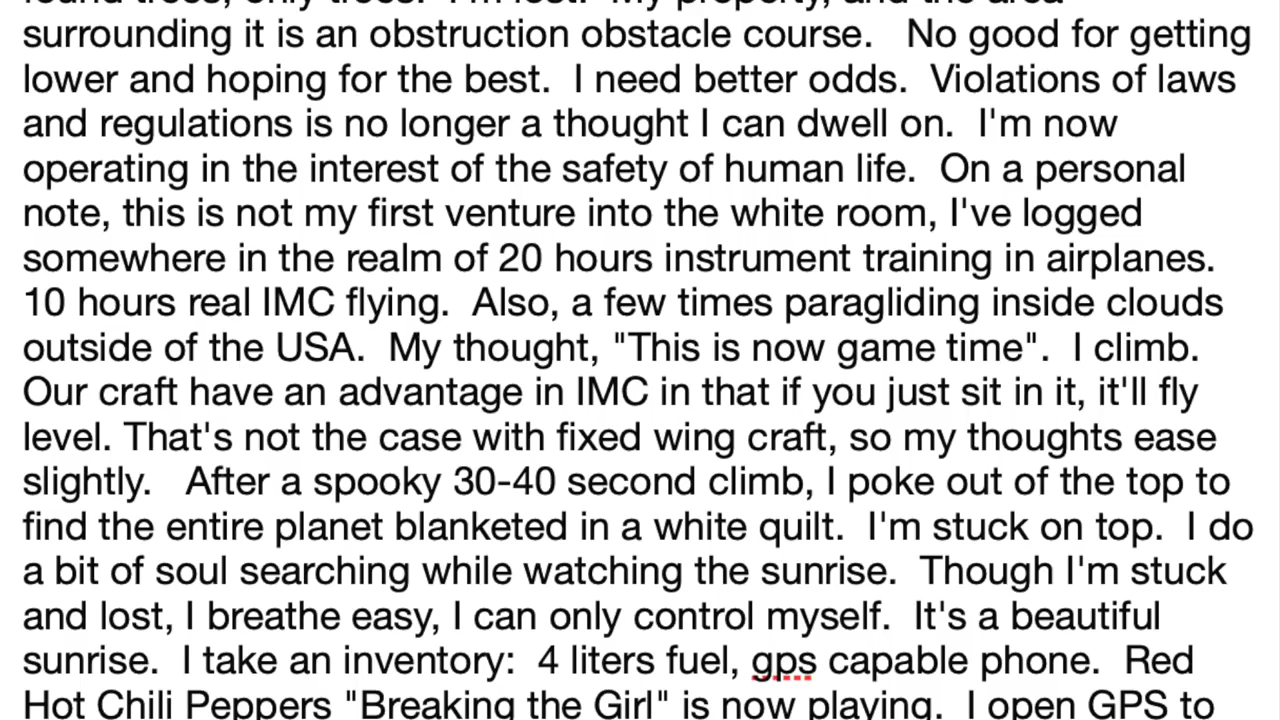 found trees, only trees. I'm lost. My property, and the area
surrounding it is an obstruction obstacle course.   No good for getting
lower and hoping for the best.  I need better odds.  Violations of laws
and regulations is no longer a thought I can dwell on.  I'm now
operating in the interest of the safety of human life.  On a personal
note, this is not my first venture into the white room, I've logged
somewhere in the realm of 20 hours instrument training in airplanes.
10 hours real IMC flying.  Also, a few times paragliding inside clouds
outside of the USA.  My thought, "This is now game time".  I climb.
Our craft have an advantage in IMC in that if you just sit in it, it'll fly
level. That's not the case with fixed wing craft, so my thoughts ease
slightly.   After a spooky 30-40 second climb, I poke out of the top to
find the entire planet blanketed in a white quilt.  I'm stuck on top.  I do
a bit of soul searching while watching the sunrise.  Though I'm stuck
and lost, I breathe easy, I can only control myself.  It's a beautiful
sunrise.  I take an inventory:  4 liters fuel, gps capable phone.  Red
Hot Chili Peppers "Breaking the Girl" is now playing.  I open GPS to